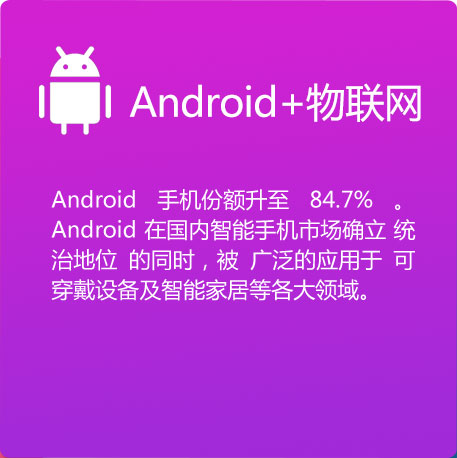 Android+物联网
Android 手机份额升至 84.7% 。
Android 在国内智能手机市场确立 统
治地位 的同时，被 广泛的应用于 可
穿戴设备及智能家居等各大领域。